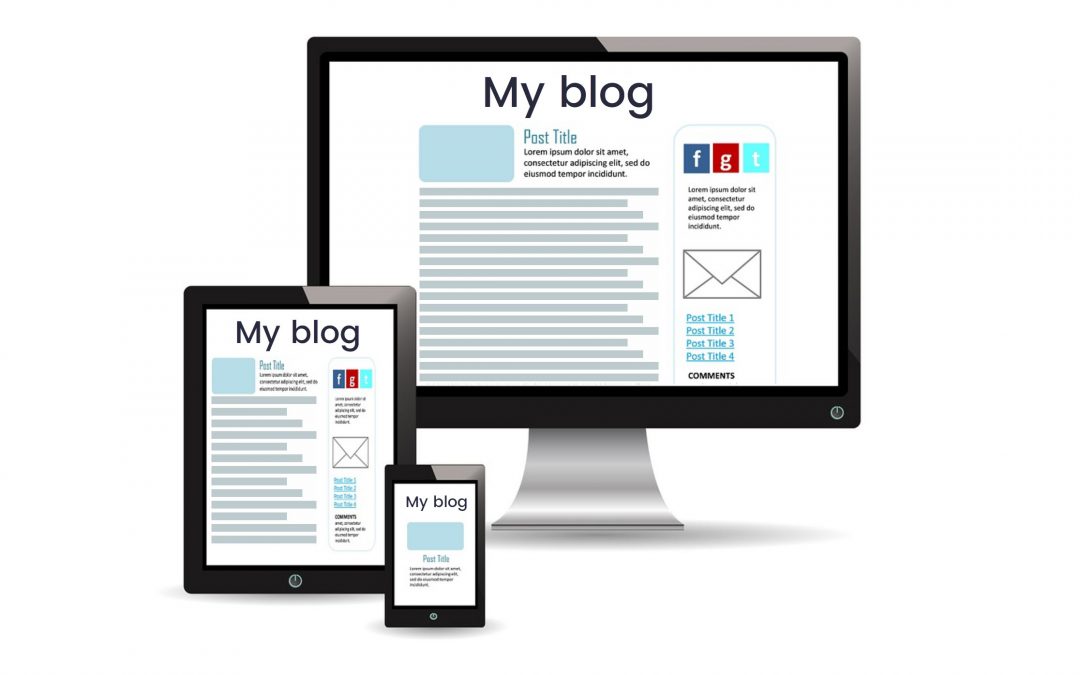 My blog
Post Title
Lorem ipsum dolor sit amet,
consectetur adipiscing elit, sed do
eiusmod tempor incididunt.
f g t
Lorem ipsum dolor sit
amet, consectetur
adipiscing elit, sed do
eiusmod tempor
incididunt.
Post Title 1
Post Title 2
Post Title 3
Post Title 4
COMMENTS
My blog
Post Title
Lorem ipsum dolor sit amet,
consectetur adipiscing elit, sed do
eiusmod tempor incididunt.
f g t
Lorem ipsum dolor sit
amet, consectetur
adipiscing elit, sed do
eiusmod tempor
incididunt.
Post Title 1
Post Title 2
Post Title 3
Post Title 4
COMMENTS
amet, consectetur
adipiscing elit, sed do
eiusmod tempor
incididunt.
My blog
Post Title
Lorem ipsum dolor sit amet,
consectetur adipiscing elit, sed do
eiusmod tempor
incididunt.